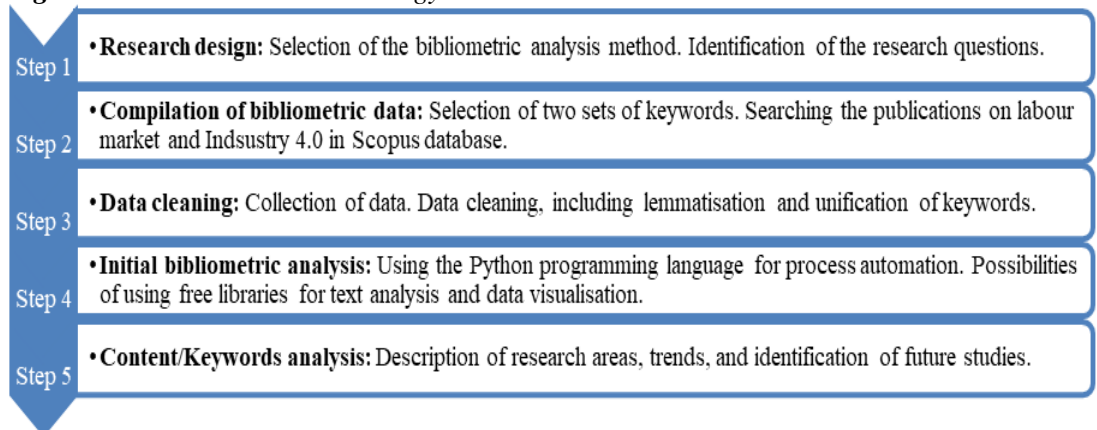 Step 1
•Research design: Selection of the bibliometric analysis method. Identification of the research questions.
Step 2
•Compilation of bibliometric data: Selection of two sets of keywords. Searching the publications on labour
market and Indsustry 4.0 in Scopus database.
Step 3
•Data cleaning: Collection of data. Data cleaning, including lemmatisation and unification of keywords.
Step 4
•Initial bibliometric analysis: Using the Python programming language for process automation. Possibilities
of using free libraries for text analysis and data visualisation.
Step 5
•Content/Keywords analysis: Description of research areas, trends, and identification of future studies.